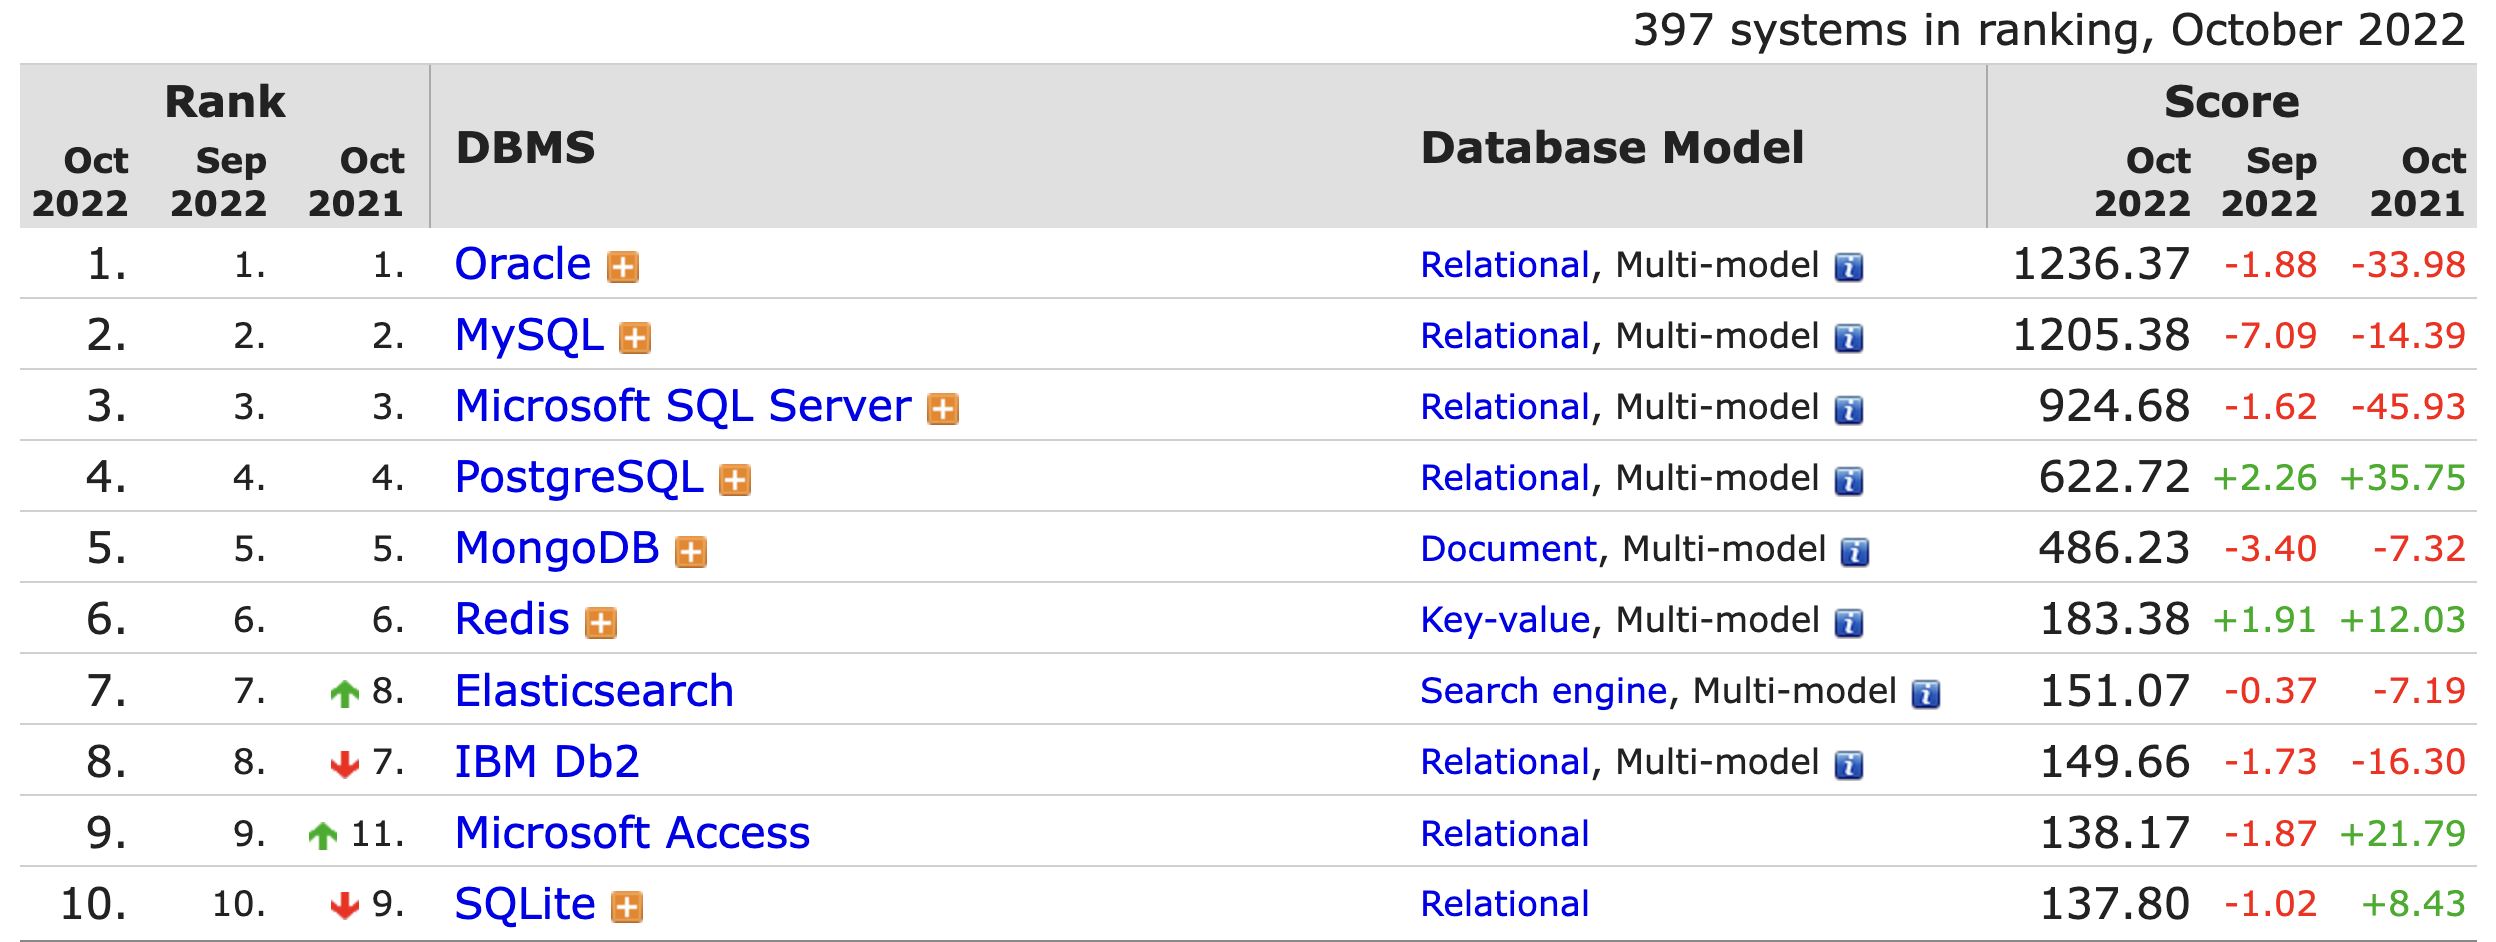 397 systems in ranking, October 2022
Rank DBMS Database Model Score
Oct 2022 Sep 2022 Oct 2021 Oct 2022 Sep 2022 Oct 2021
1. 1. 1. Oracle Relational, Multi-model 1236.37 -1.88 -33.98
2. 2. 2. MySQL Relational, Multi-model 1205.38 -7.09 -14.39
3. 3. 3. Microsoft SQL Server Relational, Multi-model 924.68 -1.62 -45.93
4. 4. 4. PostgreSQL Relational, Multi-model 622.72 +2.26 +35.75
5. 5. 5. MongoDB Document, Multi-model 486.23 -3.40 -7.32
6. 6. 6. Redis Key-value, Multi-model 183.38 +1.91 +12.03
7. 7. 8. Elasticsearch Search engine, Multi-model 151.07 -0.37 -7.19
8. 8. 7. IBM Db2 Relational, Multi-model 149.66 -1.73 -16.30
9. 9. 11. Microsoft Access Relational 138.17 -1.87 +21.79
10. 10. 9. SQLite Relational 137.80 -1.02 +8.43